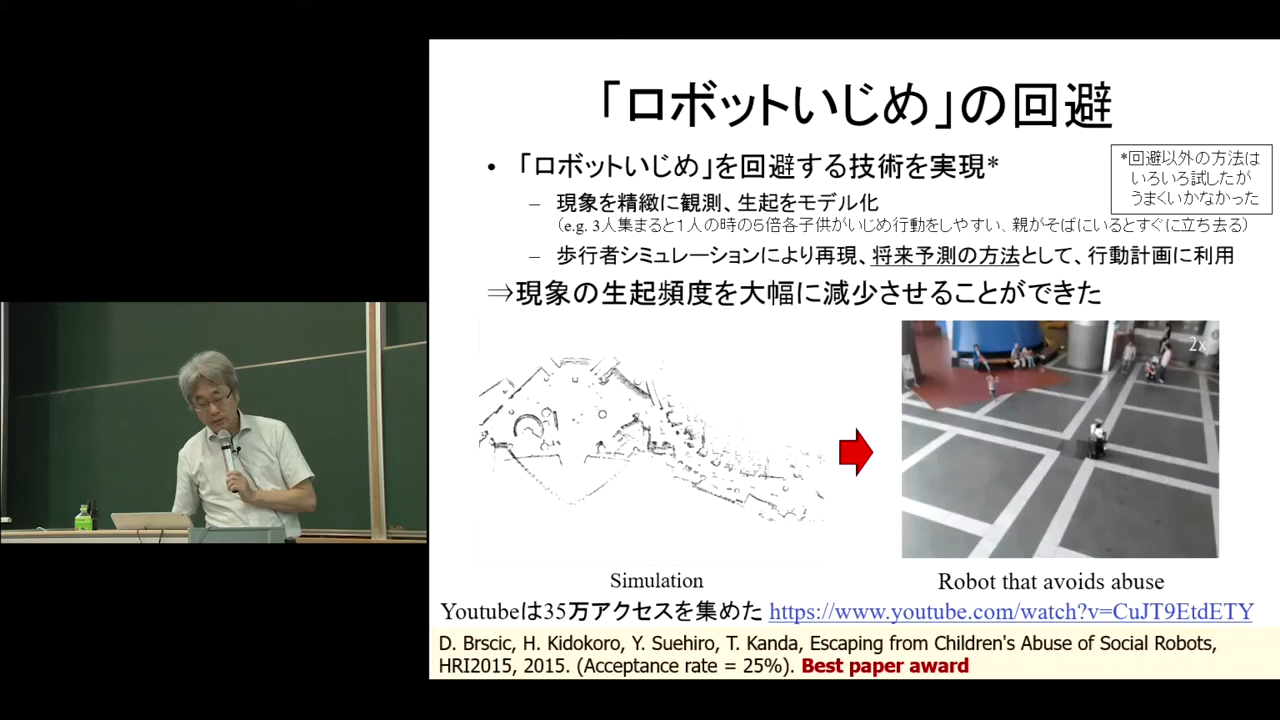 「ロボットいじめ」の回避
• 「ロボットいじめ」を回避する技術を実現*
*回避以外の方法は
いろいろ試したが
うまくいかなかった
– 現象を精緻に観測、生起をモデル化
(e.g. 3人集まると1人の時の5倍各子供がいじめ行動をしやすい、親がそばにいるとすぐに立ち去る)
– 歩行者シミュレーションにより再現、将来予測の方法として、行動計画に利用
⇒現象の生起頻度を大幅に減少させることができた
2x
Simulation
Robot that avoids abuse
Youtubeは35万アクセスを集めた https://www.youtube.com/watch?v=CuJT9EtdETY
D. Brscic, H. Kidokoro, Y. Suehiro, T. Kanda, Escaping from Children's Abuse of Social Robots,
HRI2015, 2015. (Acceptance rate = 25%). Best paper award